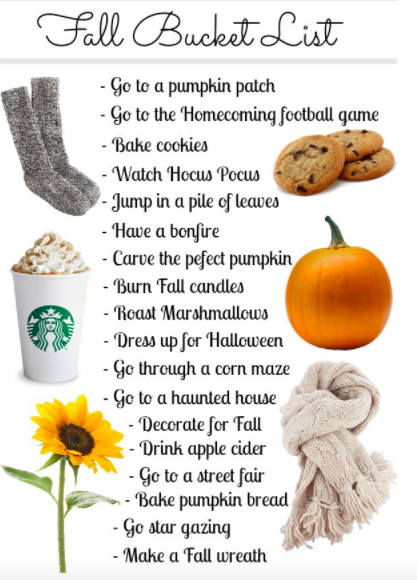 Fall Bucket List
- Go to a pumpkin patch
- Go to the Homecoming football game
- Bake cookies
- Watch Hocus Pocus
- Jump in a pile of leaves
- Have a bonfire
- Carve the pefect pumpkin
- Burn Fall candles
- Roast Marshmallows
- Dress up for Halloween
- Go through a corn maze
- Go to a haunted house
- Decorate for Fall
- Drink apple cider
- Go to a street fair
- Bake pumpkin bread
- Go star gazing
- Make a Fall wreath